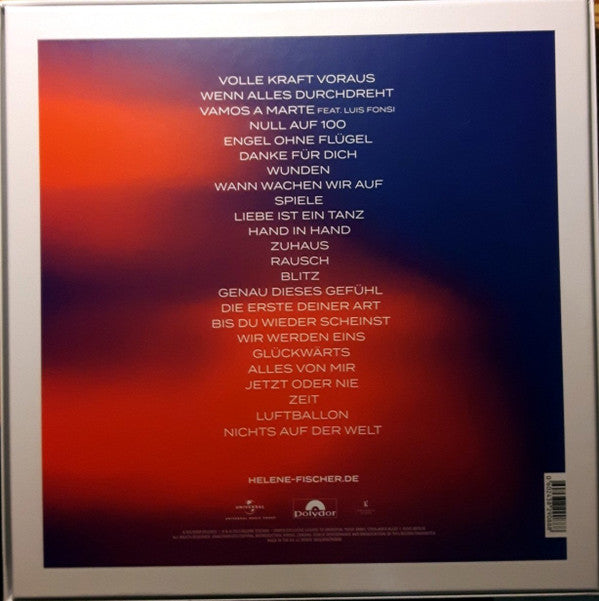 VOLLE KRAFT VORAUS
WENN ALLES DURCHDREHT
VAMOS A MARTE FEAT. LUIS FONSI
NULL AUF 100
ENGEL OHNE FLÜGEL
DANKE FÜR DICH
WUNDEN
WANN WACHEN WIR AUF
SPIELE
LIEBE IST EIN TANZ
HAND IN HAND
ZUHAUS
RAUSCH
BLITZ
GENAU DIESES GEFÜHL
DIE ERSTE DEINER ART
BIS DU WIEDER SCHEINST
WIR WERDEN EINS
GLÜCKWÄRTS
ALLES VON MIR
JETZT ODER NIE
ZEIT
LUFTBALLON
NICHTS AUF DER WELT
HELENE-FISCHER.DE
UNIVERSAL
UNIVERSAL MUSIC GROUP
Polydor